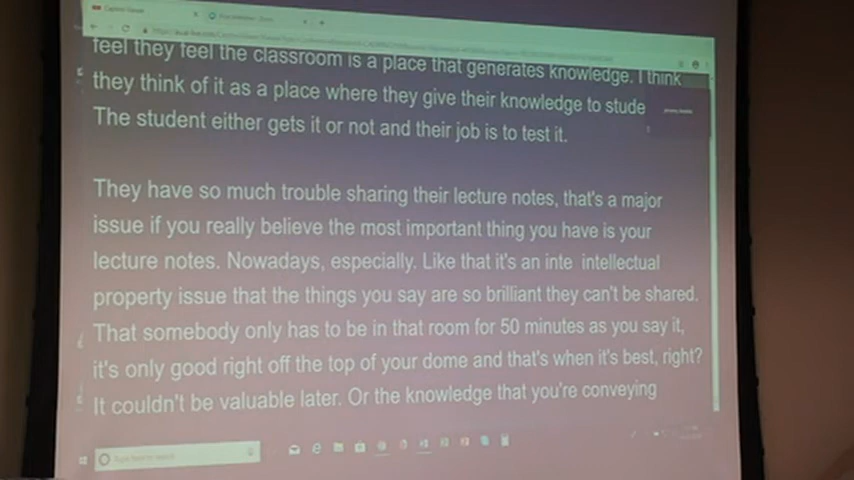 feel they feel the classroom is a place that generates knowledge. I think
they think of it as a place where they give their knowledge to stude
The student either gets it or not and their job is to test it.
They have so much trouble sharing their lecture notes, that's a major
issue if you really believe the most important thing you have is your
lecture notes. Nowadays, especially. Like that it's an inte intellectual
property issue that the things you say are so brilliant they can't be shared.
That somebody only has to be in that room for 50 minutes as you say it,
it's only good right off the top of your dome and that's when it's best, right?
It couldn't be valuable later. Or the knowledge that you're conveying